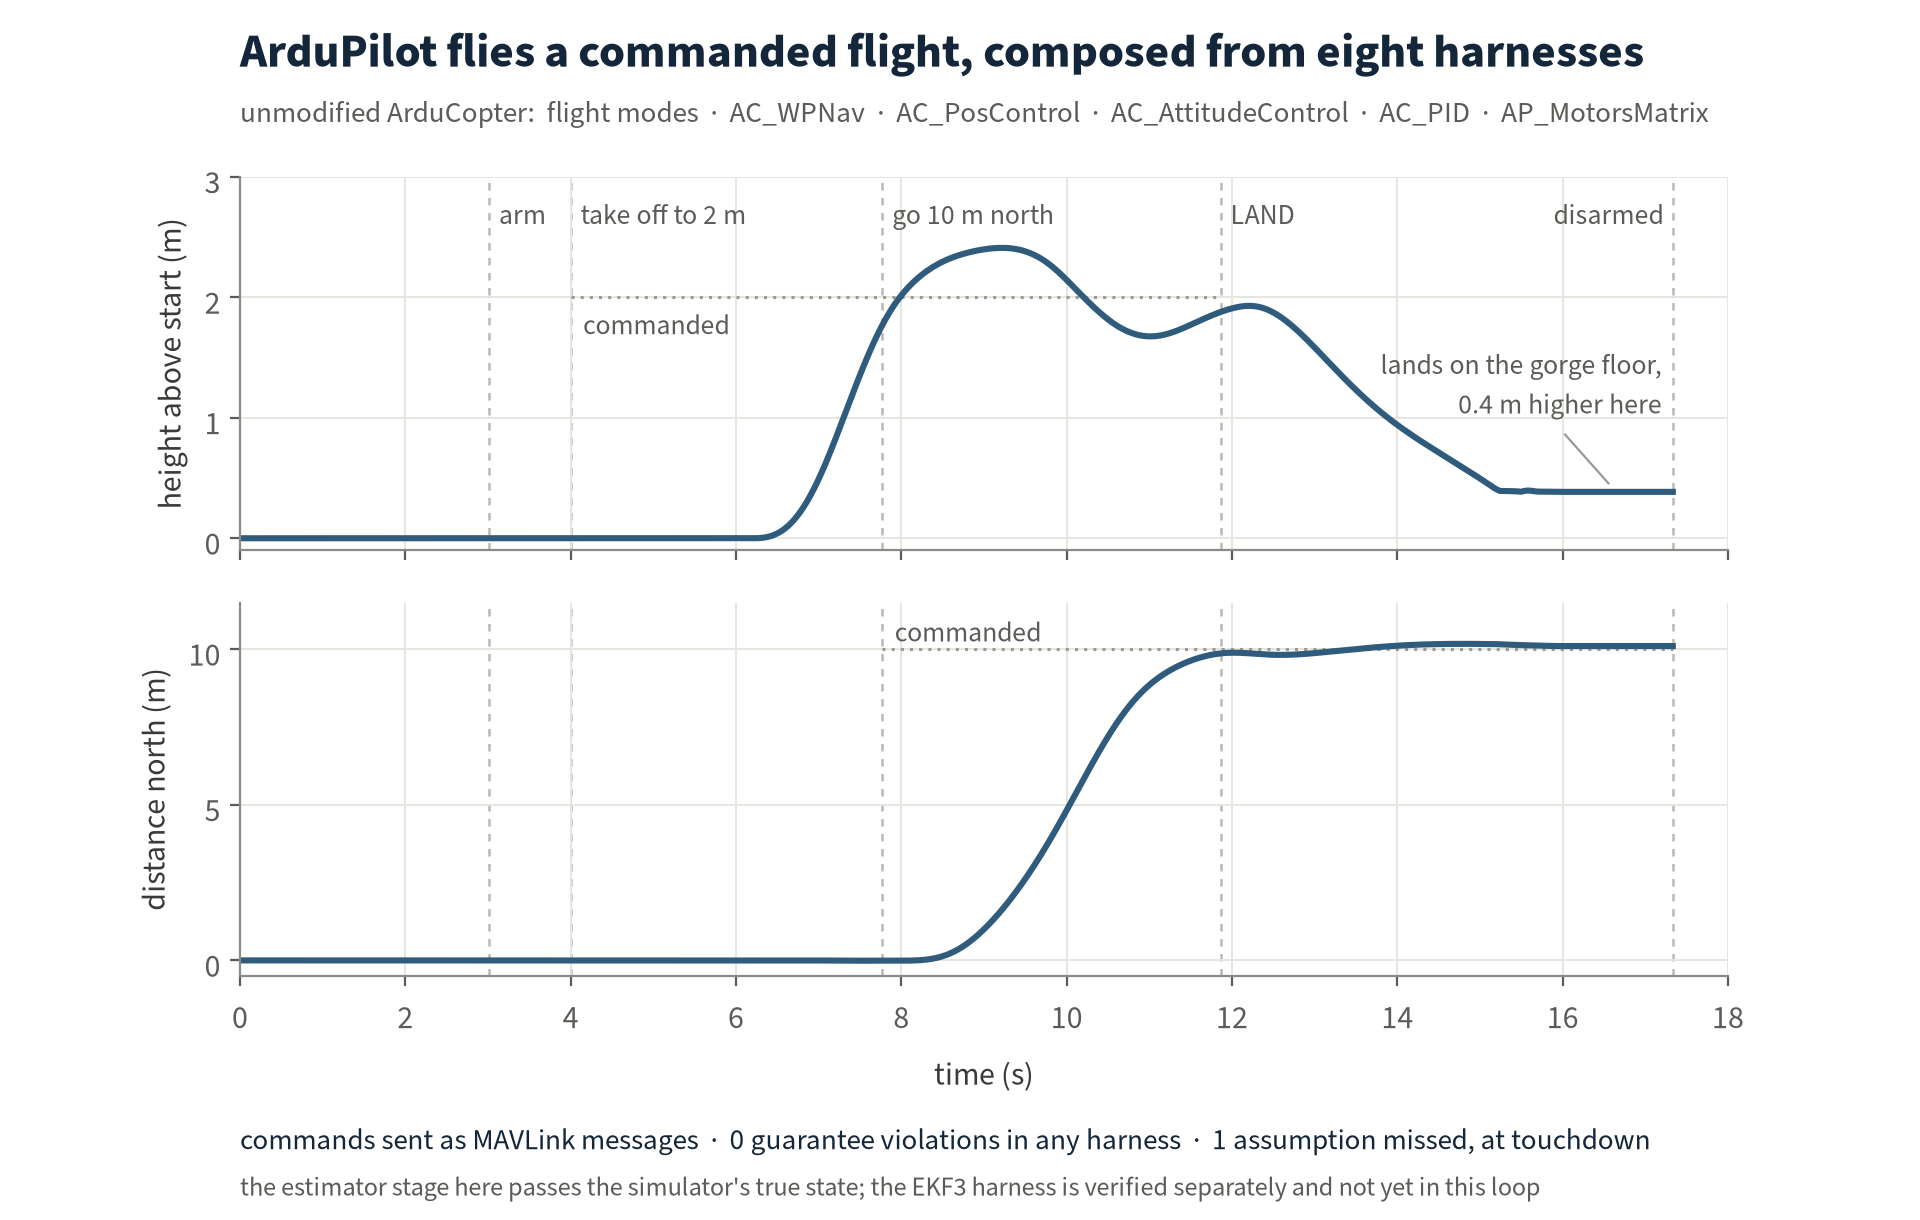 ArduPilot flies a commanded flight, composed from eight harnesses
unmodified ArduCopter: flight modes · AC_WPNav · AC_PosControl · AC_AttitudeControl · AC_PID · AP_MotorsMatrix
height above start (m)
3
2
1
0
arm
take off to 2 m
go 10 m north
LAND
disarmed
commanded
lands on the gorge floor,
0.4 m higher here
distance north (m)
10
5
0
commanded
0 2 4 6 8 10 12 14 16 18
time (s)
commands sent as MAVLink messages · 0 guarantee violations in any harness · 1 assumption missed, at touchdown
the estimator stage here passes the simulator's true state; the EKF3 harness is verified separately and not yet in this loop